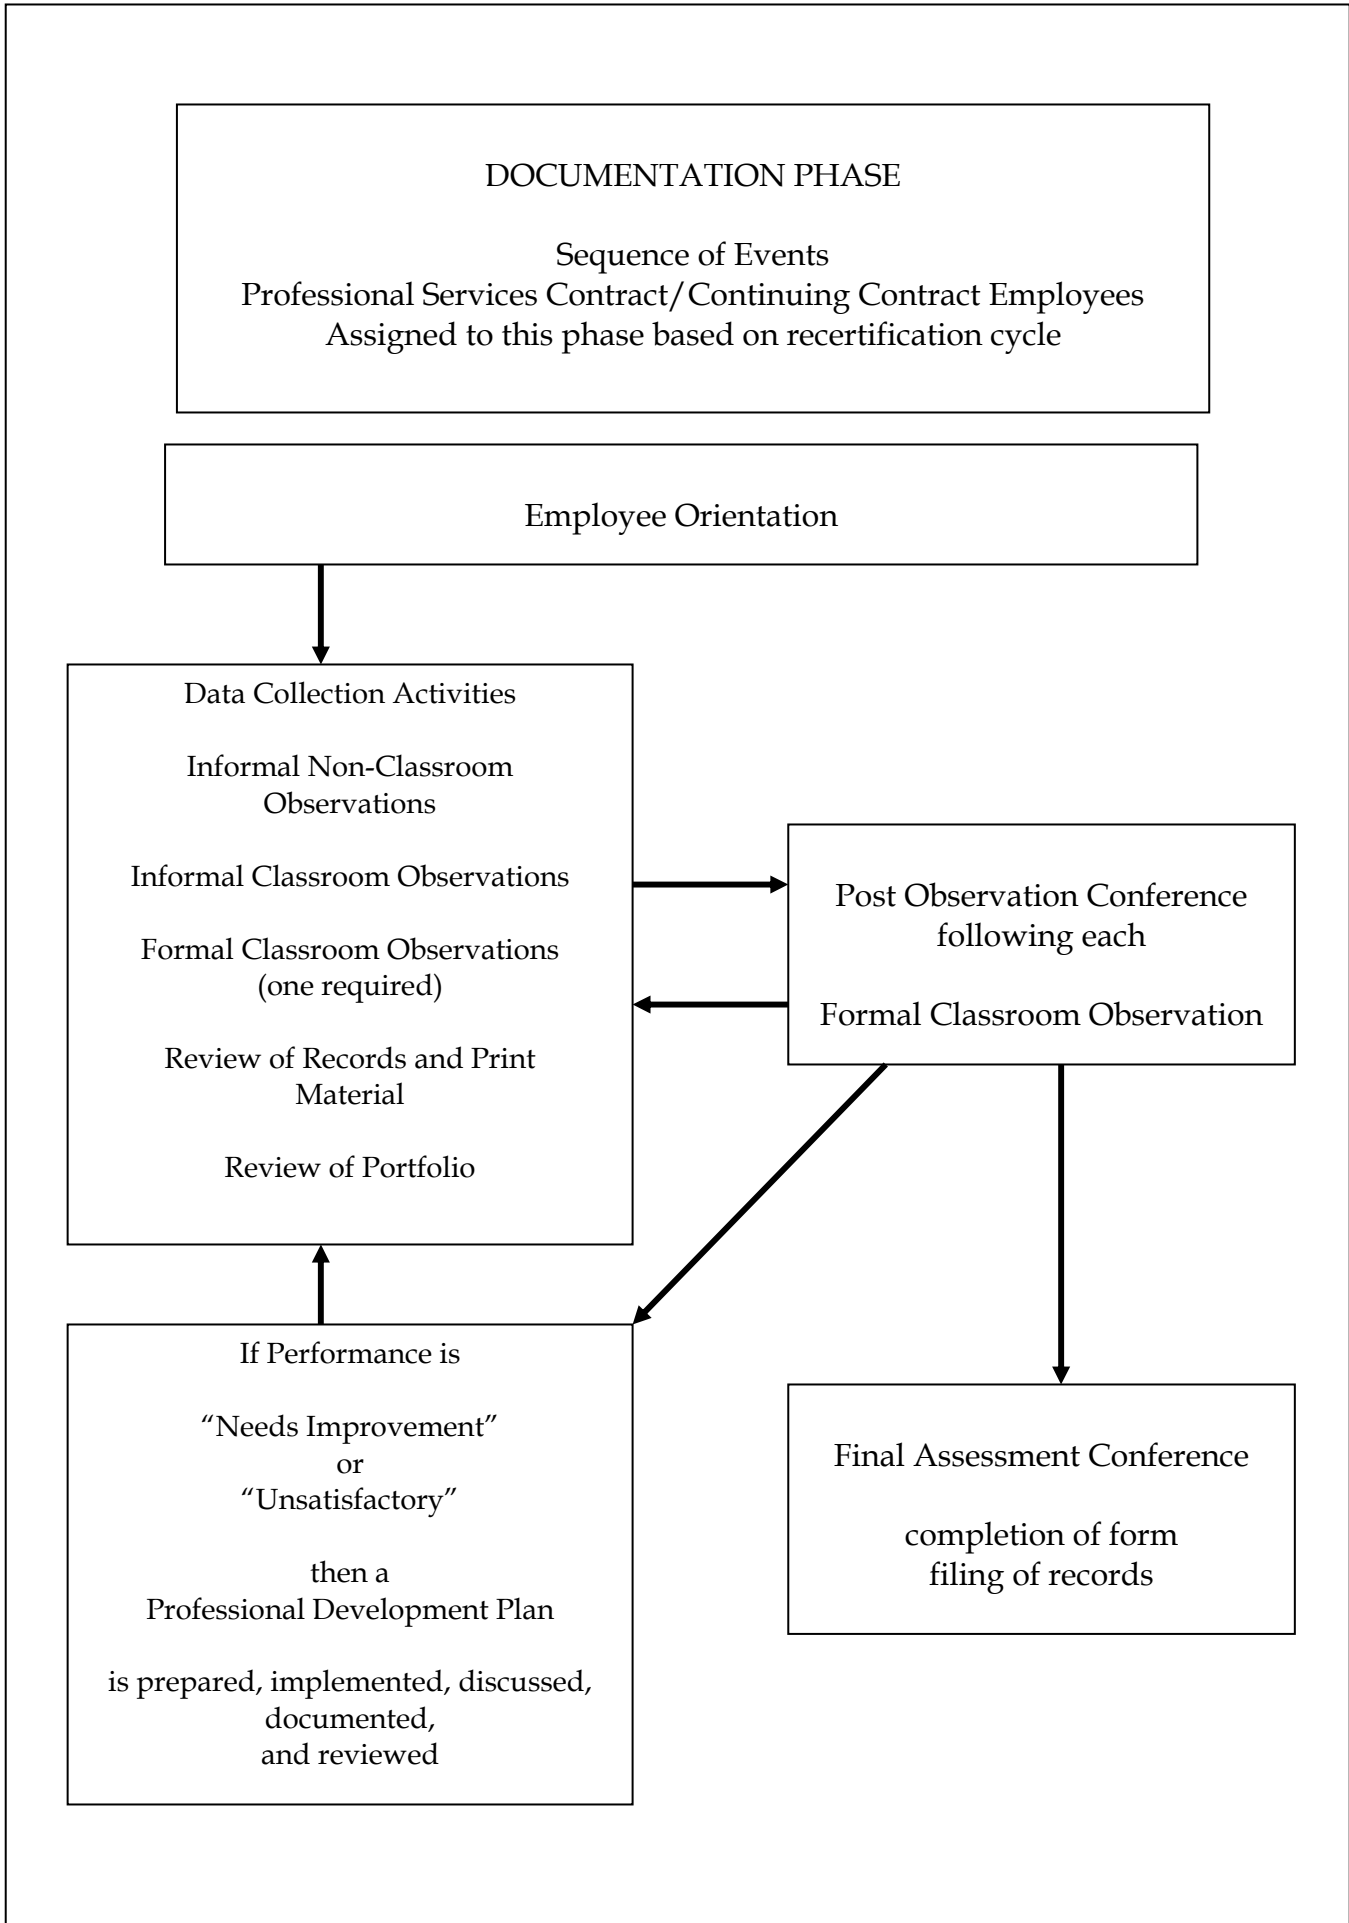 DOCUMENTATION PHASE
Sequence of Events
Professional Services Contract/Continuing Contract Employees
Assigned to this phase based on recertification cycle
Employee Orientation
Data Collection Activities
Informal Non-Classroom
Observations
Informal Classroom Observations
Formal Classroom Observations
(one required)
Review of Records and Print
Material
Review of Portfolio
Post Observation Conference
following each
Formal Classroom Observation
If Performance is
“Needs Improvement”
or
“Unsatisfactory”
then a
Professional Development Plan
is prepared, implemented, discussed,
documented,
and reviewed
Final Assessment Conference
completion of form
filing of records